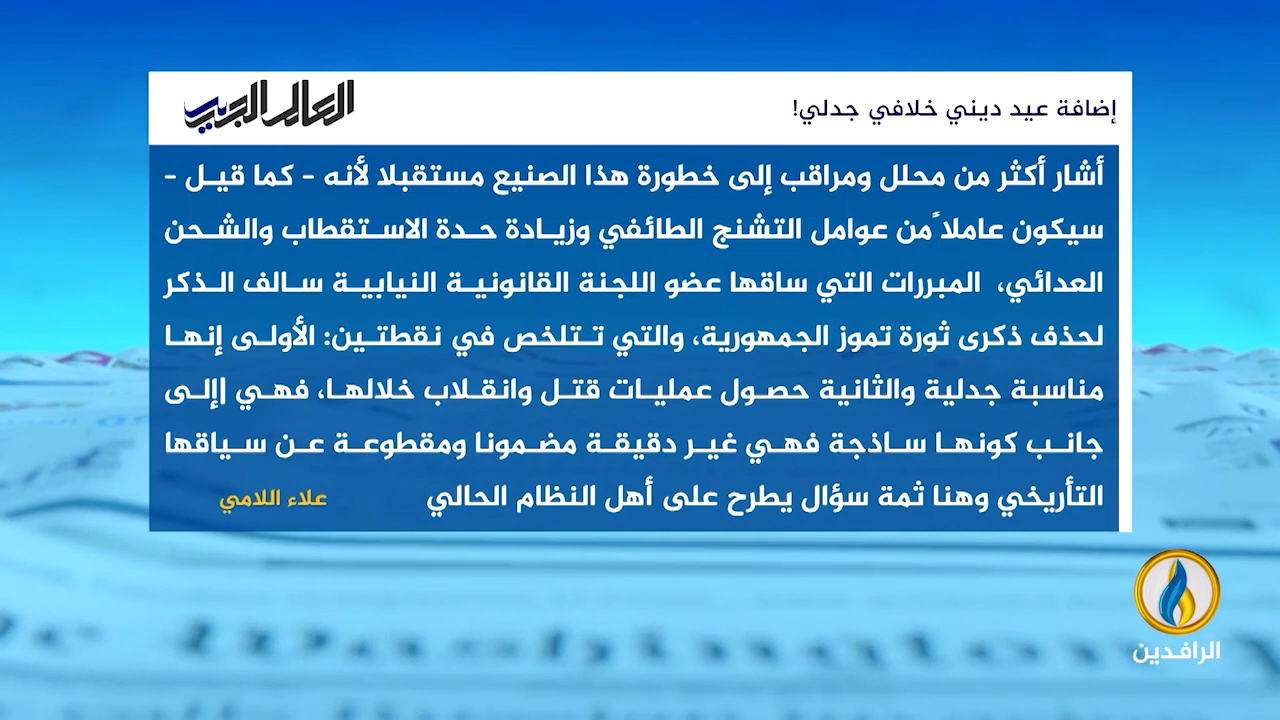 إضافة عيد ديني خلافي جدلي!
العالم الجديد
أشار أكثر من محلل ومراقب إلى خطورة هذا الصنيع مستقبلا لأنه - كما قيل -
سيكون عاملاً من عوامل التشنج الطائفي وزيادة حدة الاستقطاب والشحن
العدائي، المبررات التي ساقها عضو اللجنة القانونية النيابية سالف الذكر
لحذف ذكرى ثورة تموز الجمهورية، والتي تتلخص في نقطتين: الأولى إنها
مناسبة جدلية والثانية حصول عمليات قتل وانقلاب خلالها، فهي |إلى
جانب كونها ساذجة فهي غير دقيقة مضمونا ومقطوعة عن سياقها
التأريخي وهنا ثمة سؤال يطرح على أهل النظام الحالي
علاء اللامي
الرافدين